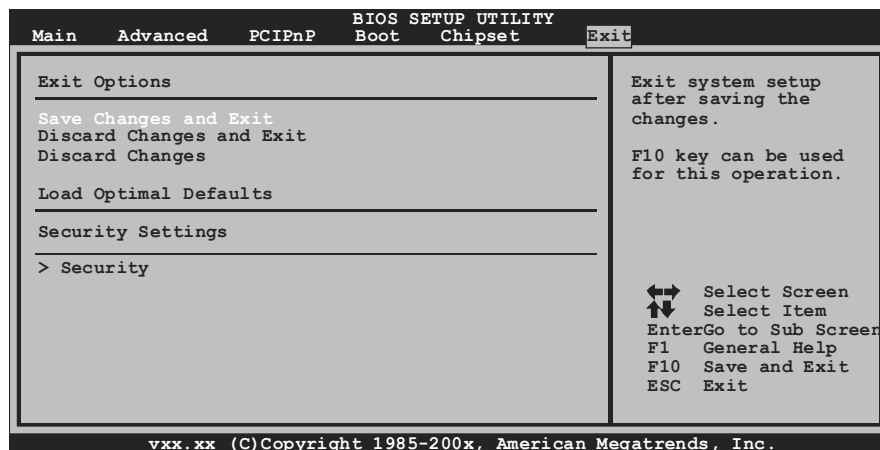 BIOS SETUP UTILITY
Main Advanced PCIPnP Boot Chipset Exit
Exit Options
Save Changes and Exit
Discard Changes and Exit
Discard Changes
Load Optimal Defaults
Security Settings
> Security
Exit system setup
after saving the
changes.
F10 key can be used
for this operation.
Select Screen
Select Item
EnterGo to Sub Screen
F1 General Help
F10 Save and Exit
ESC Exit
vxx.xx (C)Copyright 1985-200x, American Megatrends, Inc.